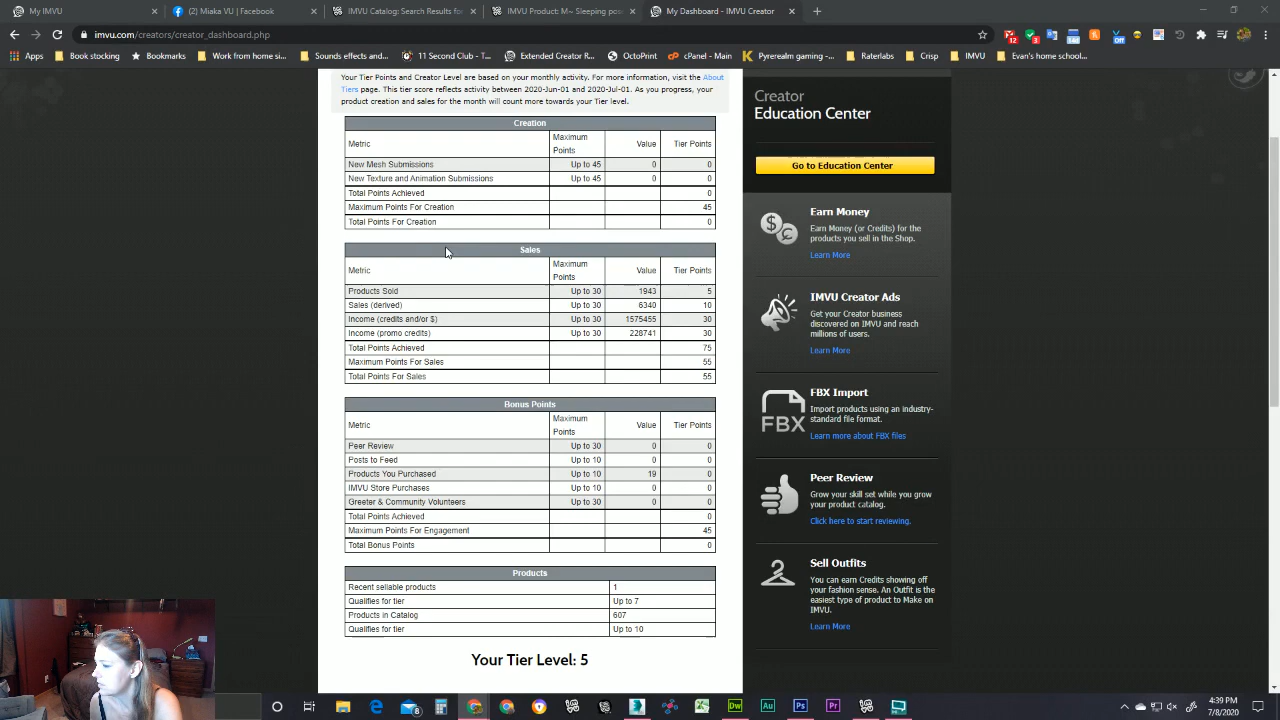 My IMVU
(2) Miaka VU | Facebook
IMVU Catalog: Search Results for
IMVU Product: M~ Sleeping pow
My Dashboard - IMVU Creator
imvu.com/creators/creator_dashboard.php
Apps
Book stocking
Bookmarks
Work from home
Sounds effects and...
11 Second Club - T...
Extended Creator R...
OctoPrint
cPanel - Main
Pyrerealm gaming -...
Raterlabs
Crisp
IMVU
Evan's home school...
Your Tier Points and Creator Level are based on your monthly activity. For more information, visit the About
Tiers page. This tier score reflects activity between 2020-Jun-01 and 2020-Jul-01. As you progress, your
product creation and sales for the month will count more towards your Tier level.
Creation
Metric Maximum Points Value Tier Points
New Mesh Submissions Up to 45 0 0
New Texture and Animation Submissions Up to 45 0 0
Total Points Achieved 0
Maximum Points For Creation 45
Total Points For Creation 0
Sales
Metric Maximum Points Value Tier Points
Products Sold Up to 30 1943 5
Sales (derived) Up to 30 6340 10
Income (credits and/or $) Up to 30 1575455 30
Income (promo credits) Up to 30 228741 30
Total Points Achieved 75
Maximum Points For Sales 55
Total Points For Sales 55
Bonus Points
Metric Maximum Points Value Tier Points
Peer Review Up to 30 0 0
Posts to Feed Up to 10 0 0
Products You Purchased Up to 10 19 0
IMVU Store Purchases Up to 10 0 0
Greeter & Community Volunteers Up to 30 0 0
Total Points Achieved 0
Maximum Points For Engagement 45
Total Bonus Points 0
Products
Recent sellable products 1
Qualifies for tier Up to 7
Products in Catalog 607
Qualifies for tier Up to 10
Your Tier Level: 5
Creator
Education Center
Go to Education Center
Earn Money
Earn Money (or Credits) for the
products you sell in the Shop.
Learn More
IMVU Creator Ads
Get your Creator business
discovered on IMVU and reach
millions of users.
Learn More
FBX
FBX Import
Import products using an industry-
standard file format.
Learn more about FBX files
Peer Review
Grow your skill set while you grow
your product catalog.
Click here to start reviewing.
Sell Outfits
You can earn Credits showing off
your fashion sense. An Outfit is the
easiest type of product to Make on
IMVU.
Learn More
4:39 PM
7/8/2020